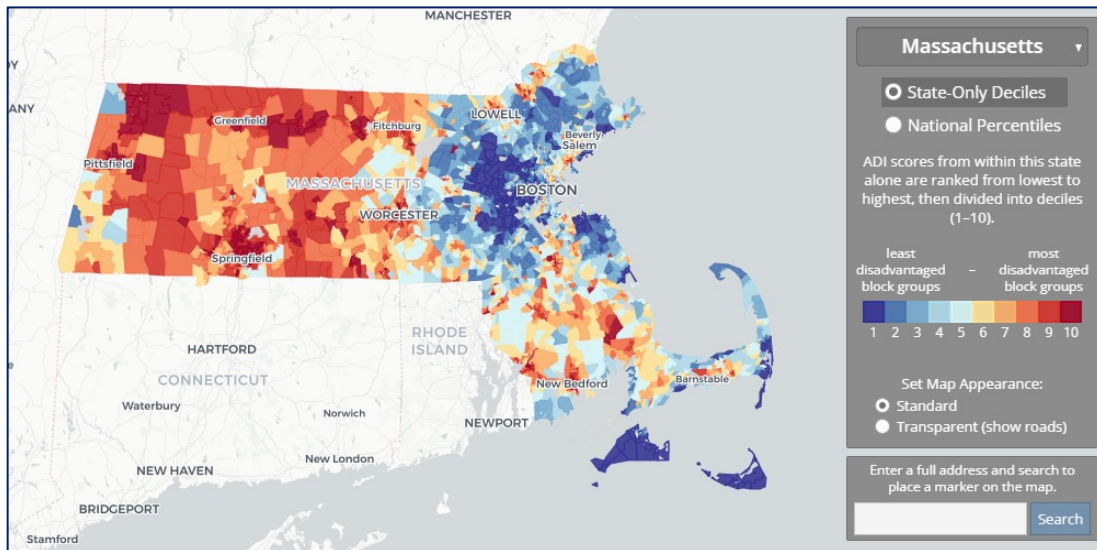 MANCHESTER
DY
ANY
LOWELL
Greenfield
Fitchburg
Beverly
Salem
Pittsfield
MASSACHUSETTS
BOSTON
WORCESTER
Springfield
RHODE
ISLAND
HARTFORD
CONNECTICUT
New Bedford
Barnstable
Waterbury
Norwich
NEWPORT
New London
NEW HAVEN
BRIDGEPORT
Stamford
Massachusetts
State-Only Deciles
National Percentiles
ADI scores from within this state
alone are ranked from lowest to
highest, then divided into deciles
(1–10).
least
disadvantaged
block groups
–
most
disadvantaged
block groups
1 2 3 4 5 6 7 8 9 10
Set Map Appearance:
Standard
Transparent (show roads)
Enter a full address and search to
place a marker on the map.
Search